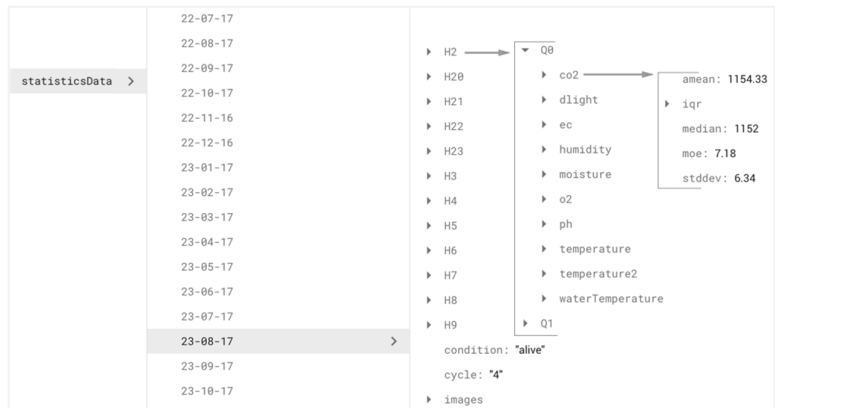 statisticsData
22-07-17
22-08-17
22-09-17
22-10-17
22-11-16
22-12-16
23-01-17
23-02-17
23-03-17
23-04-17
23-05-17
23-06-17
23-07-17
23-08-17
23-09-17
23-10-17
H2
H20
H21
H22
H23
H3
H4
H5
H6
H7
H8
H9
condition: "alive"
cycle: "4"
images
Q0
co2
dlight
ec
humidity
moisture
o2
ph
temperature
temperature2
waterTemperature
Q1
amean: 1154.33
iqr
median: 1152
moe: 7.18
stddev: 6.34